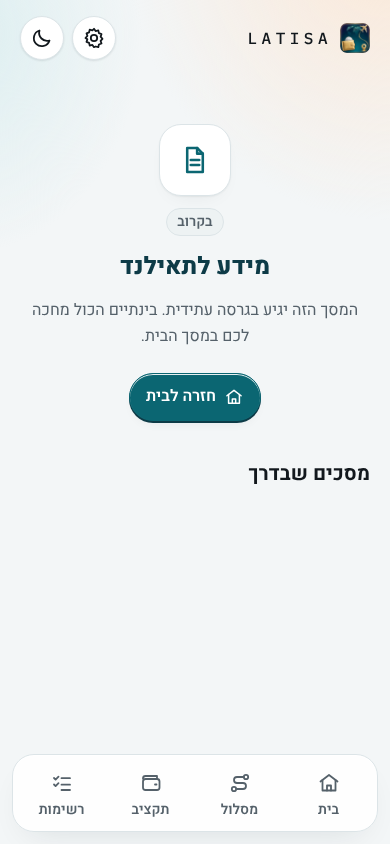 LATISA
בקרוב
מידע לתאילנד
המסך הזה יגיע בגרסה עתידית. בינתיים הכול מחכה
לכם במסך הבית.
חזרה לבית
מסכים שבדרך
בית
מסלול
תקציב
רשימות